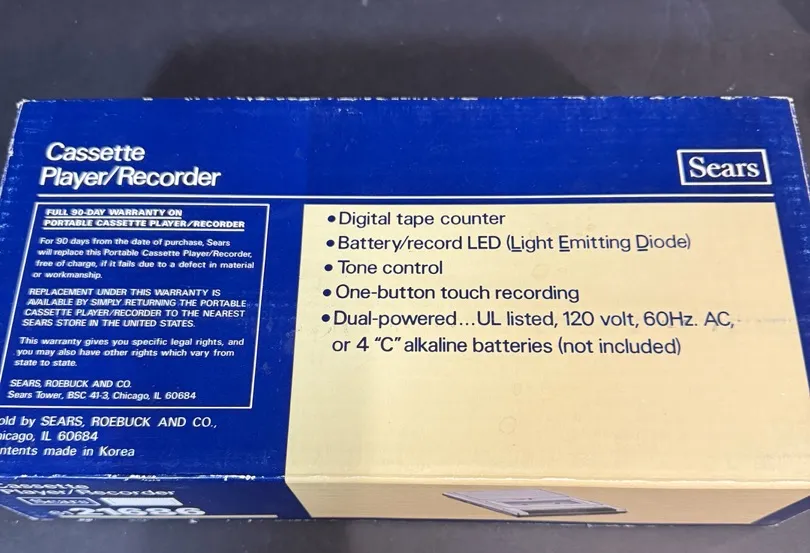 Cassette
Player/Recorder
Sears
FULL 90-DAY WARRANTY ON
PORTABLE CASSETTE PLAYER/RECORDER
For 90 days from the date of purchase, Sears
will replace this Portable Cassette Player/Recorder,
free of charge, if it fails due to a defect in material
or workmanship.
REPLACEMENT UNDER THIS WARRANTY IS
AVAILABLE BY SIMPLY RETURNING THE PORTABLE
CASSETTE PLAYER/RECORDER TO THE NEAREST
SEARS STORE IN THE UNITED STATES.
This warranty gives you specific legal rights, and
you may also have other rights which vary from
state to state.
SEARS, ROEBUCK AND CO.
Sears Tower, BSC 41-3, Chicago, IL 60684
old by SEARS, ROEBUCK AND CO.,
hicago, IL 60684
ntents made in Korea
• Digital tape counter
• Battery/record LED (Light Emitting Diode)
• Tone control
• One-button touch recording
• Dual-powered...UL listed, 120 volt, 60Hz. AC,
or 4 "C" alkaline batteries (not included)
Cassette
Player/Recorder
Sears
21686